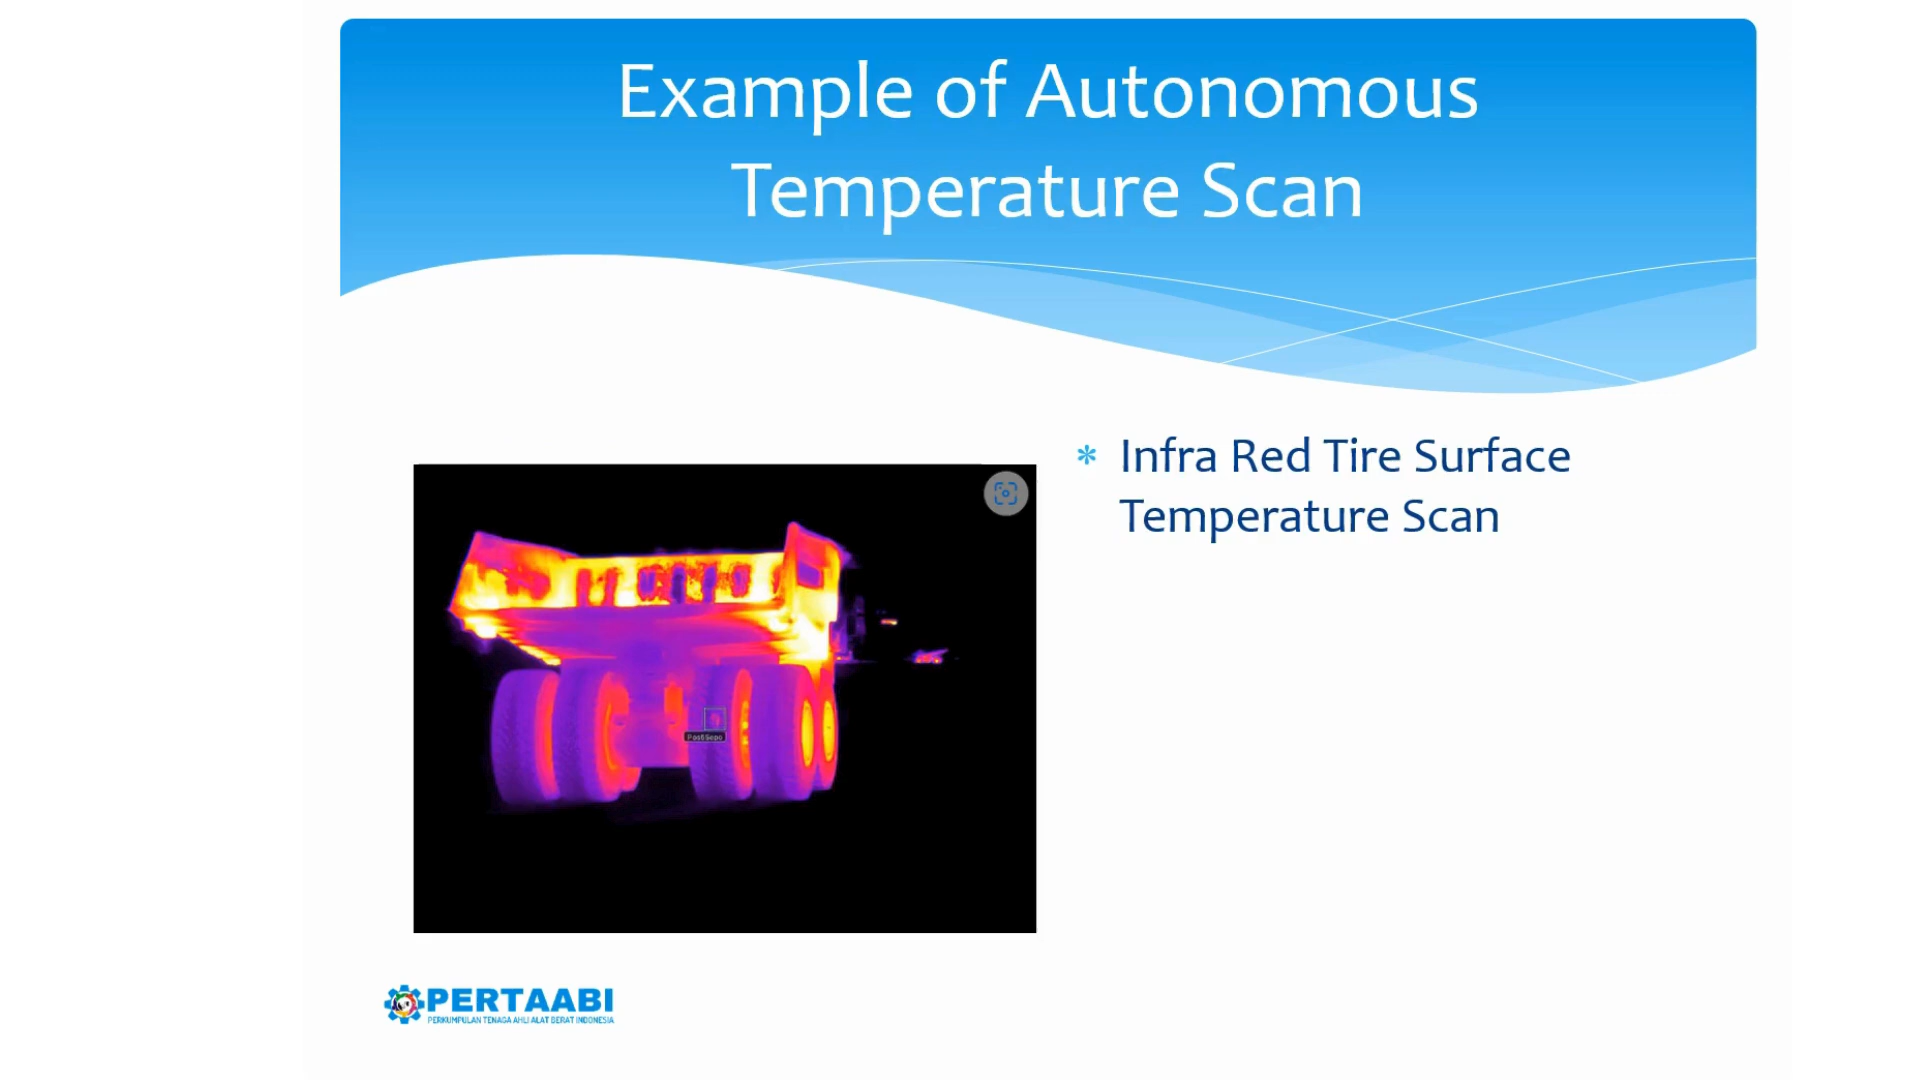 Example of Autonomous
Temperature Scan
* Infra Red Tire Surface
Temperature Scan
PERTAABI
PERKUMPULAN TENAGA AHLI ALAT BERAT INDONESIA